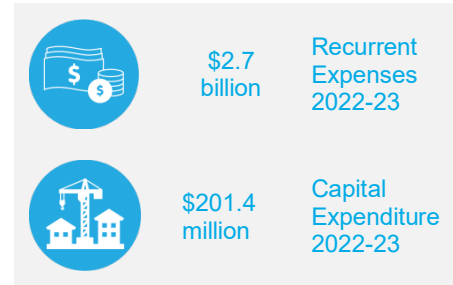 $
$
$2.7
billion
Recurrent
Expenses
2022-23
$201.4
million
Capital
Expenditure
2022-23